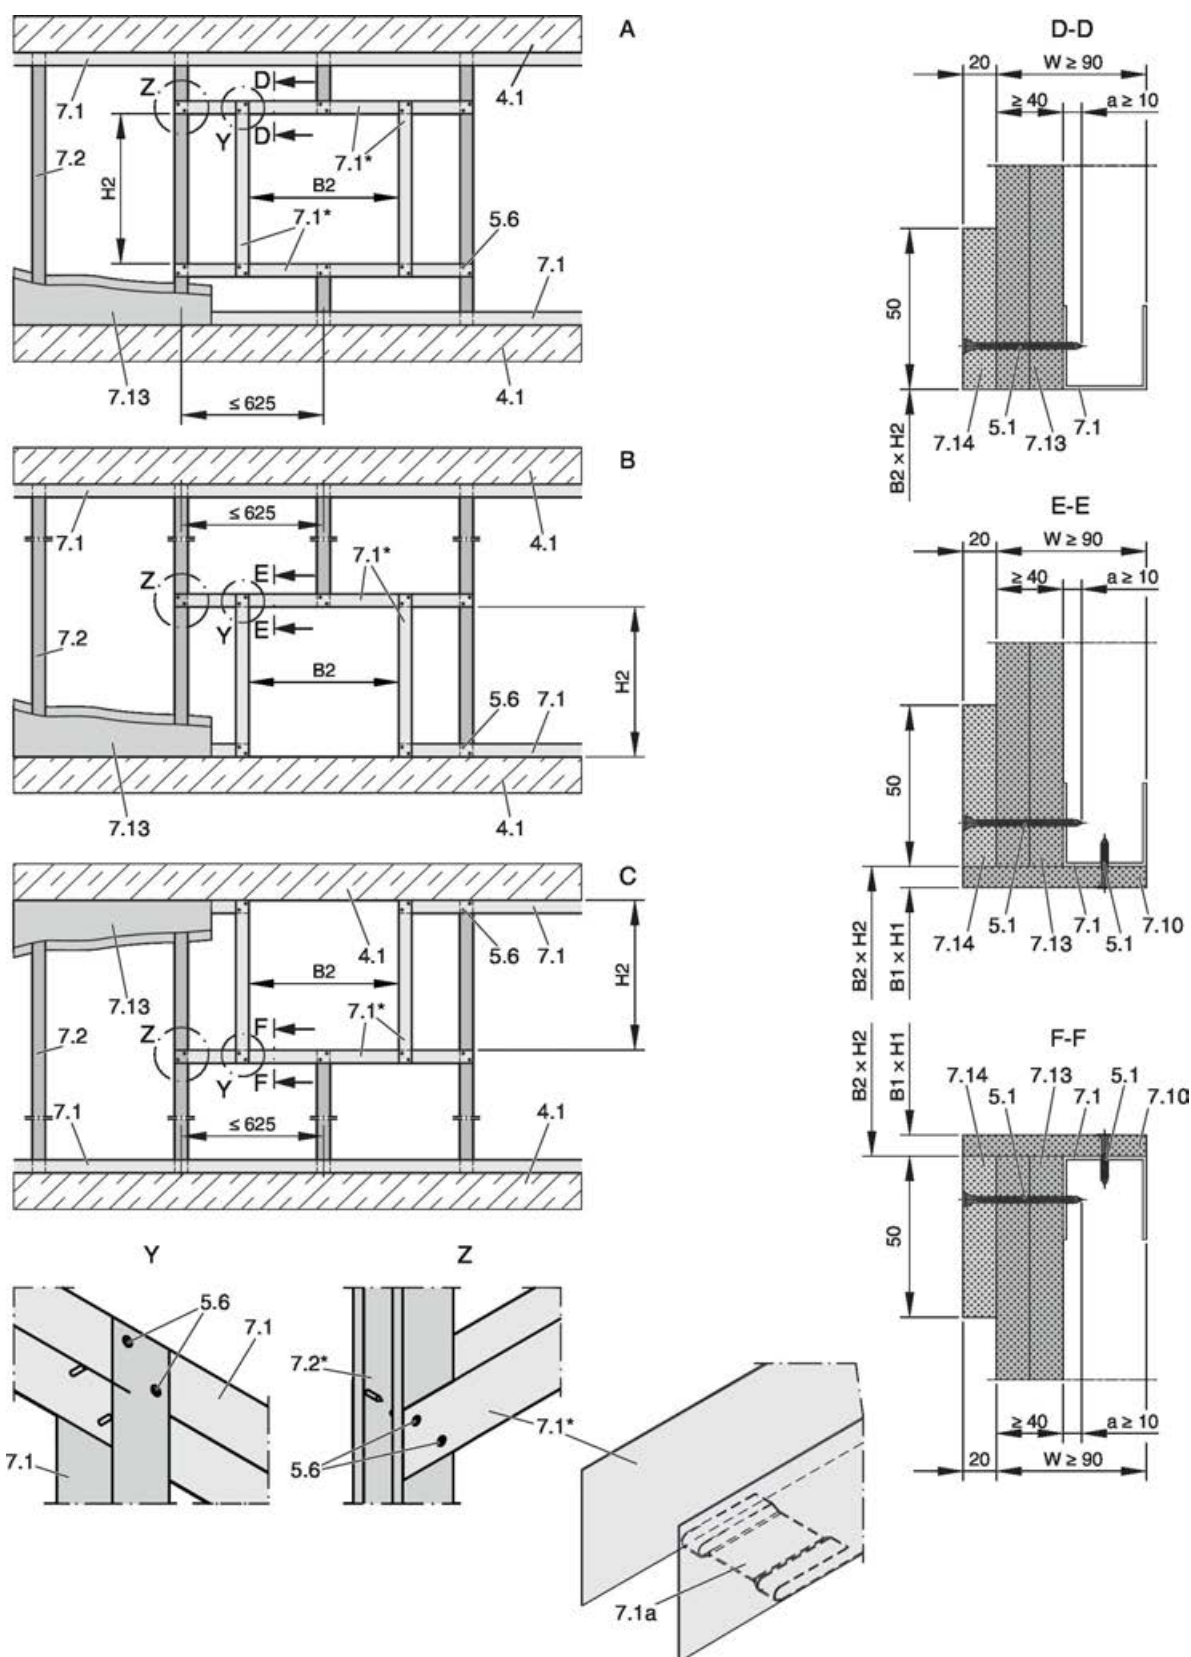 A
Z
D
7.1
4.1
Y
D
7.1*
7.2
H2
B2
7.1*
5.6
7.1
7.13
4.1
≤ 625
B
7.1
≤ 625
4.1
7.1*
Z
E
Y
E
7.2
B2
H2
5.6
7.1
7.13
4.1
C
4.1
5.6
7.1
7.13
B2
H2
7.1*
Z
F
7.2
Y
F
7.1
≤ 625
4.1
Y
5.6
7.1
7.1
Z
7.2*
7.1*
5.6
7.1a
D-D
20
W ≥ 90
≥ 40
a ≥ 10
50
7.14
5.1
7.13
7.1
B2 × H2
E-E
20
W ≥ 90
≥ 40
a ≥ 10
50
7.14
5.1
7.13
7.1
5.1
7.10
B2 × H2
B1 × H1
F-F
B2 × H2
B1 × H1
7.14
5.1
7.13
7.1
5.1
7.10
50
≥ 40
a ≥ 10
20
W ≥ 90